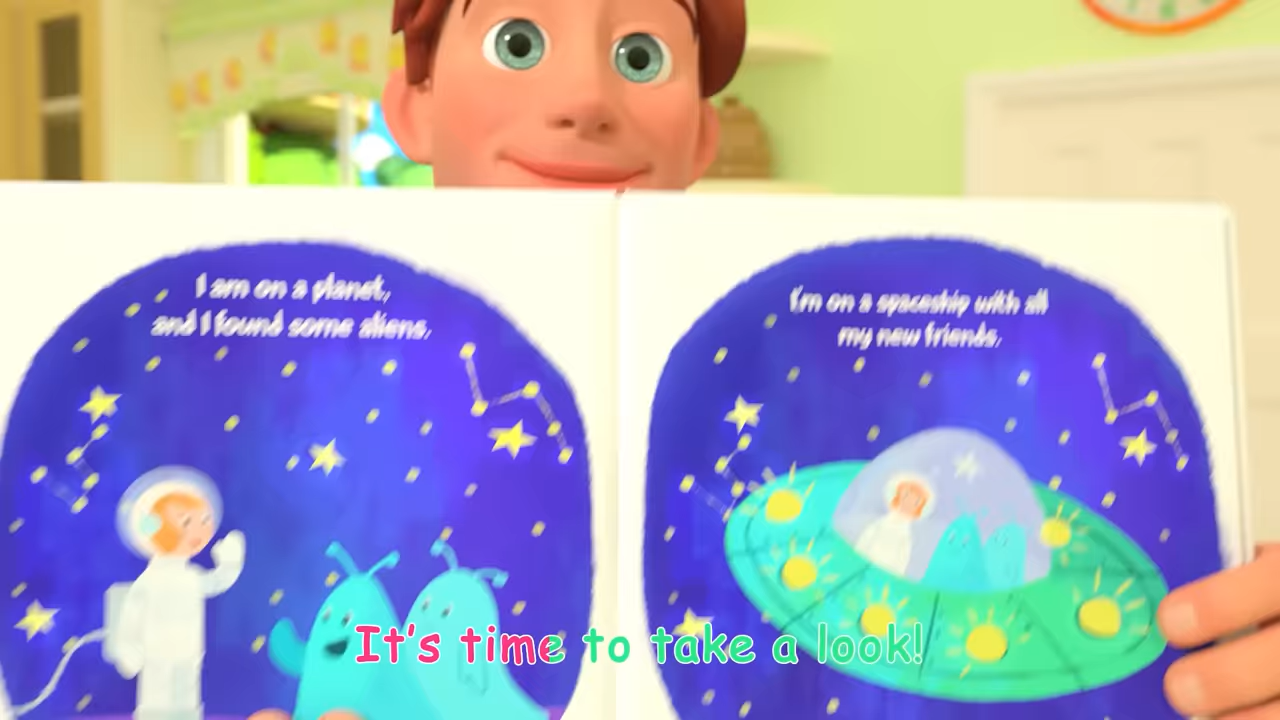 I am on a planet,
and I found some aliens.
I'm on a spaceship with all
my new friends.
It's time to take a look!